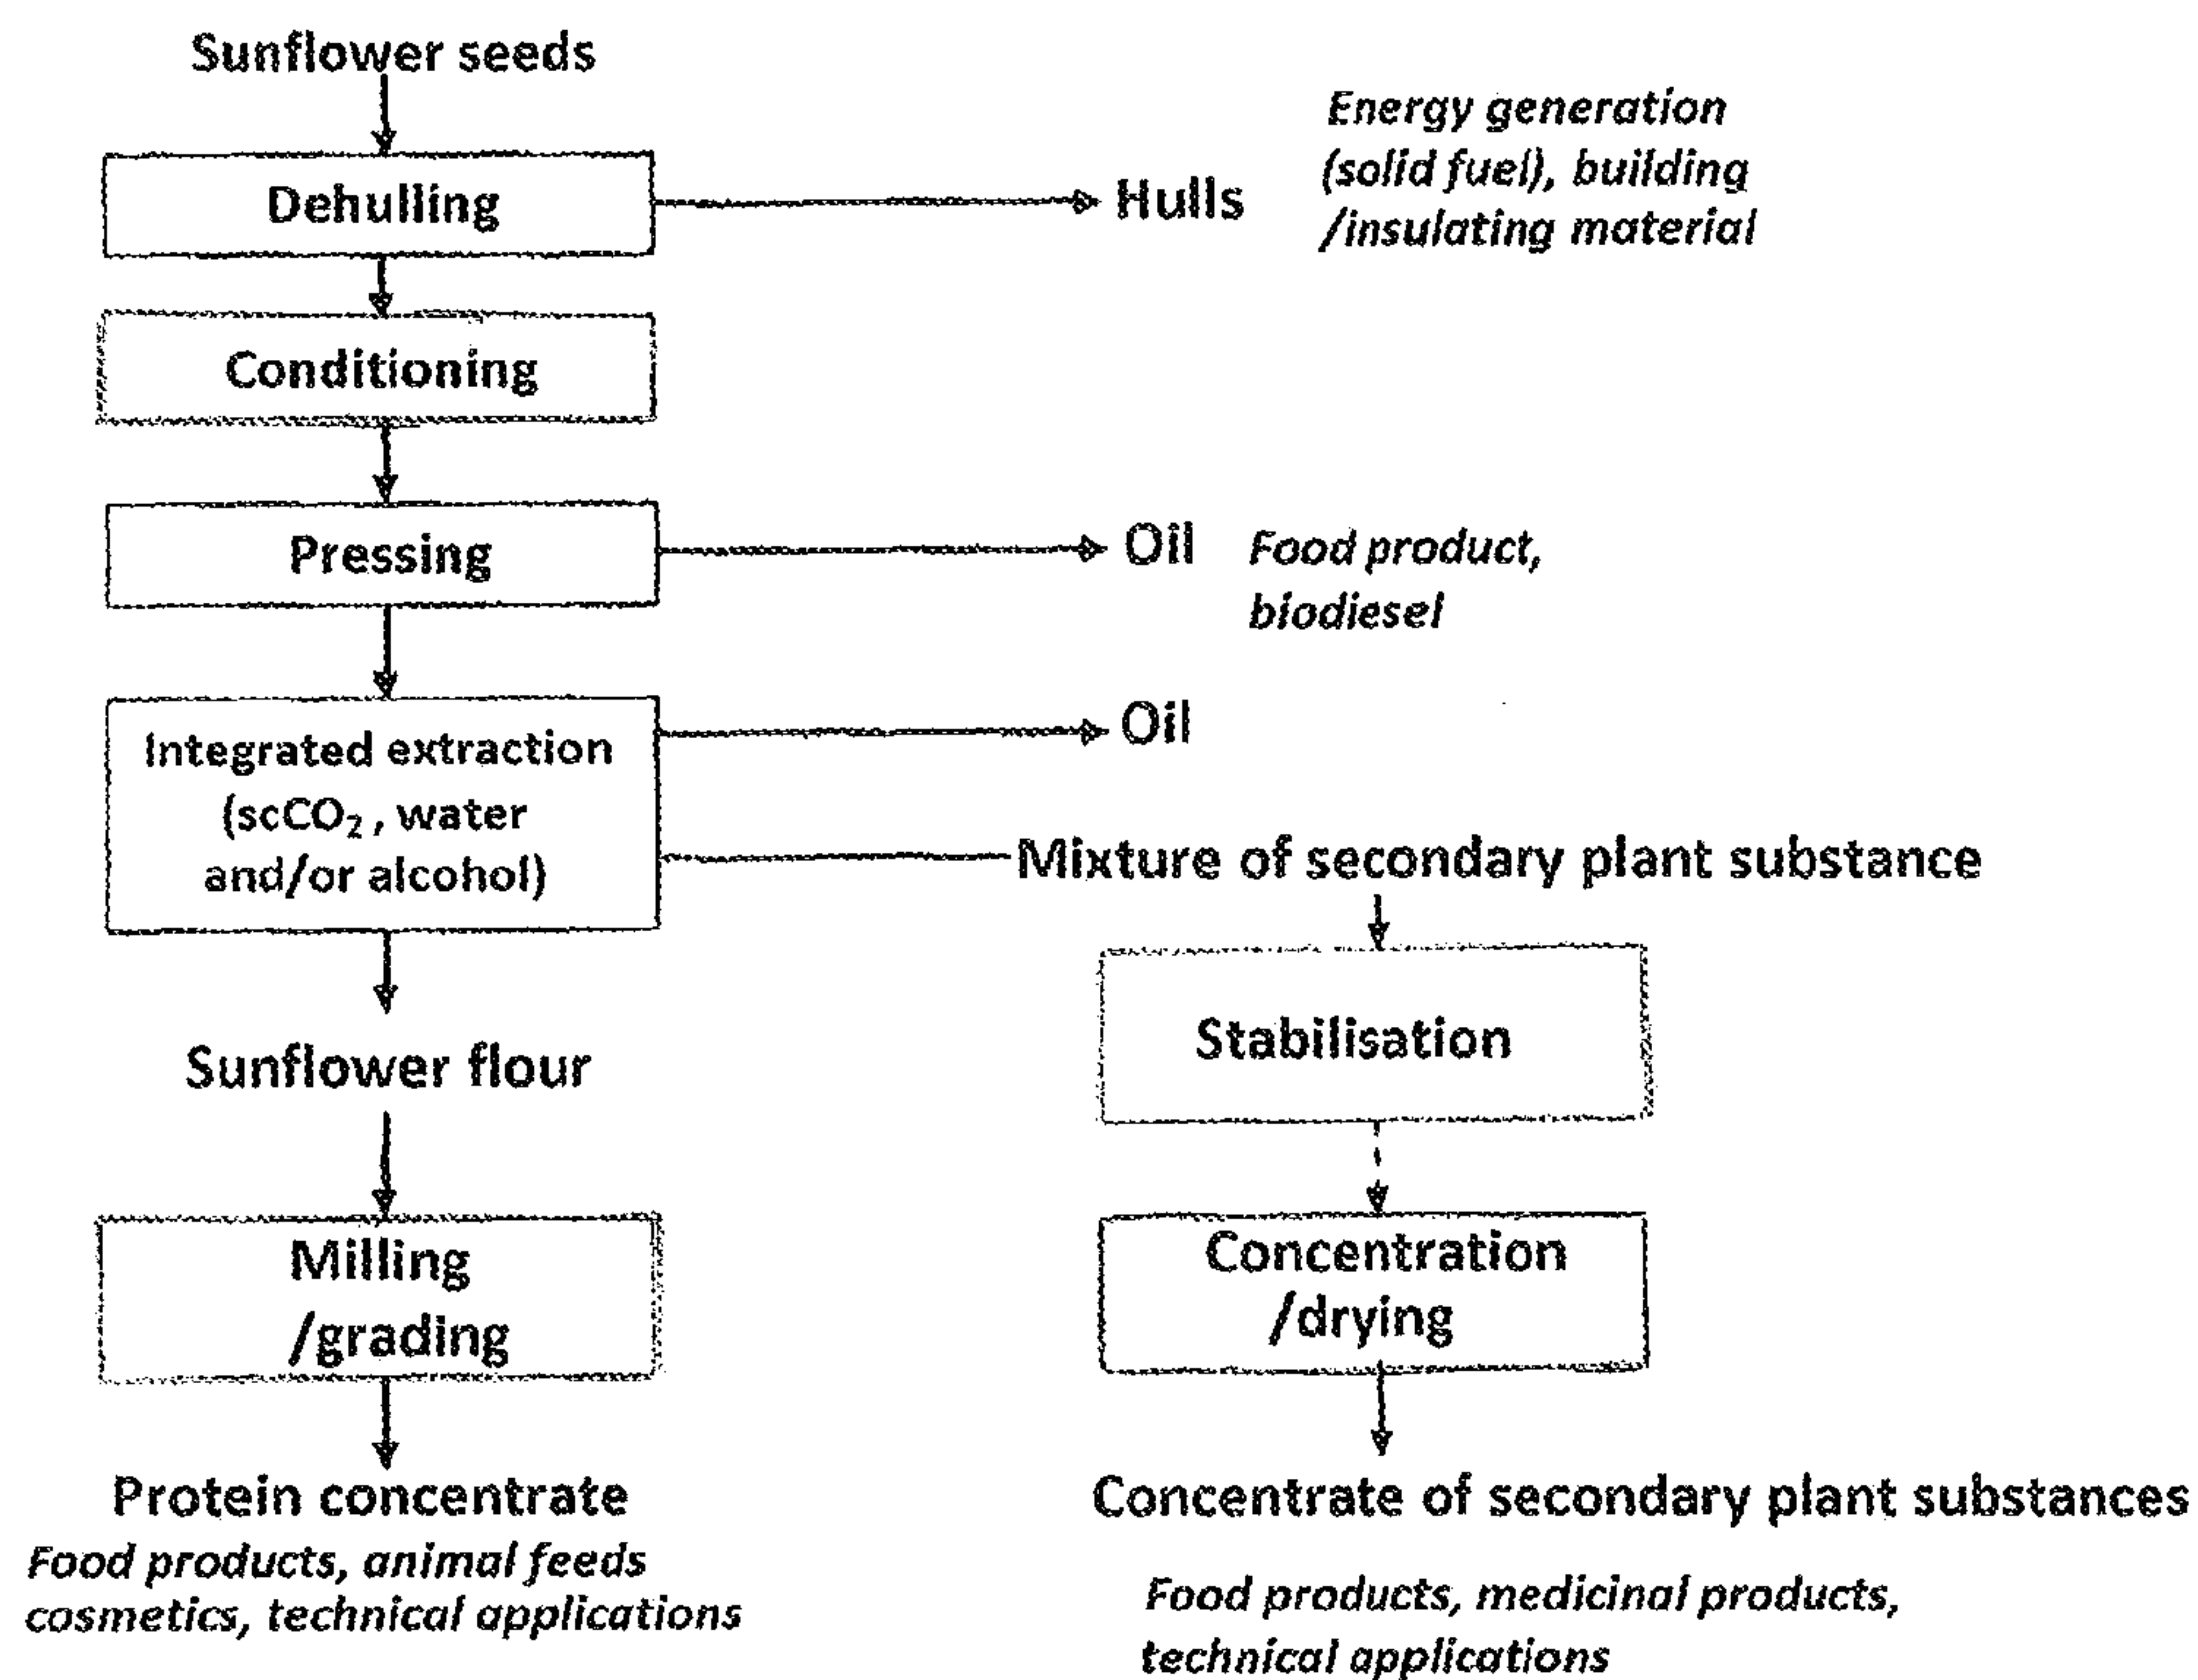 Sunflower seeds
Dehulling
Hulls
Energy generation
(solid fuel), building
/insulating material
Conditioning
Pressing
Oil
Food product,
biodiesel
Integrated extraction
(scCO₂, water
and/or alcohol)
Oil
Mixture of secondary plant substance
Stabilisation
Sunflower flour
Milling
/grading
Concentration
/drying
Protein concentrate
Food products, animal feeds
cosmetics, technical applications
Concentrate of secondary plant substances
Food products, medicinal products,
technical applications